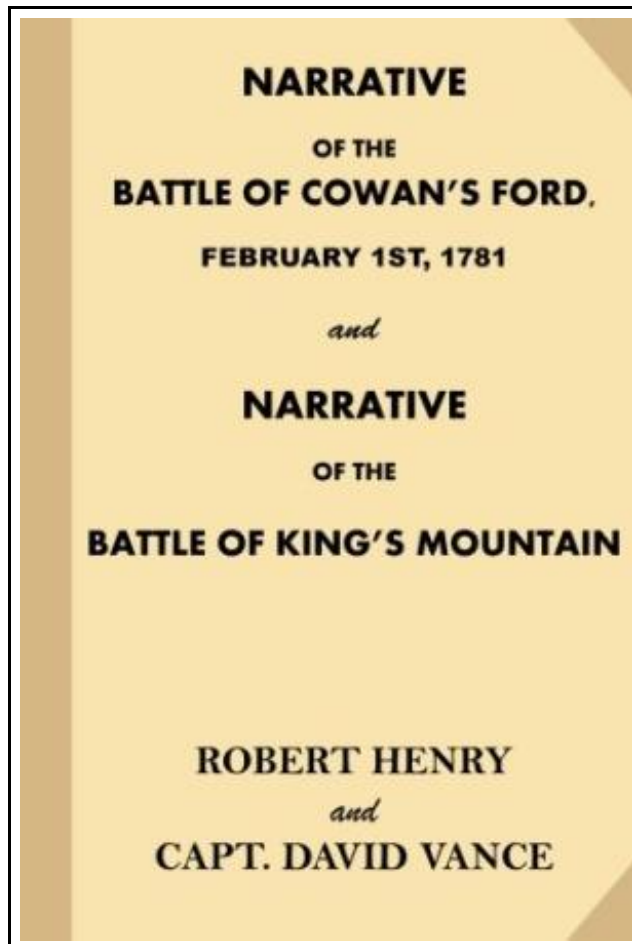 NARRATIVE
OF THE
BATTLE OF COWAN'S FORD,
FEBRUARY 1ST, 1781
and
NARRATIVE
OF THE
BATTLE OF KING'S MOUNTAIN
ROBERT HENRY
and
CAPT. DAVID VANCE